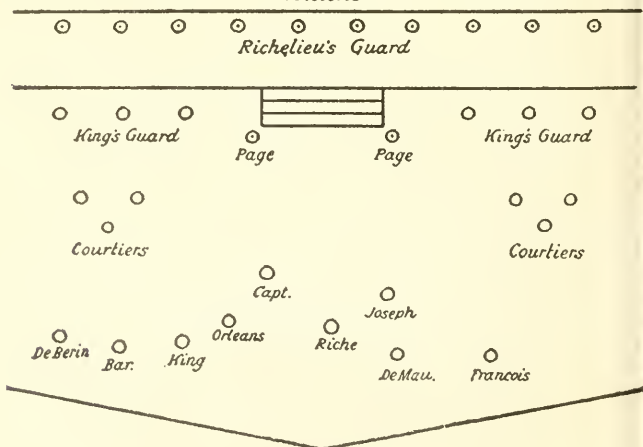 Richelieu's Guard
King's Guard
King's Guard
Page
Page
Courtiers
Courtiers
Capt.
Joseph
Orleans
Riche
De Berin
Bar.
King
De Mau.
Francois